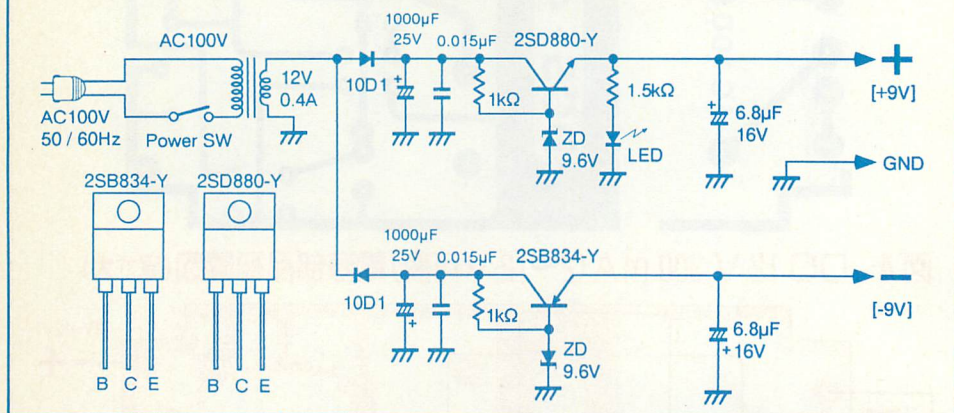 AC100V
AC100V
50 / 60Hz
Power SW
12V
0.4A
10D1
1000µF
25V
0.015µF
1kΩ
2SD880-Y
ZD
9.6V
1.5kΩ
LED
6.8µF
16V
+
[+9V]
GND
2SB834-Y
B C E
2SD880-Y
B C E
10D1
1000µF
25V
0.015µF
1kΩ
2SB834-Y
ZD
9.6V
6.8µF
+16V
−
[-9V]